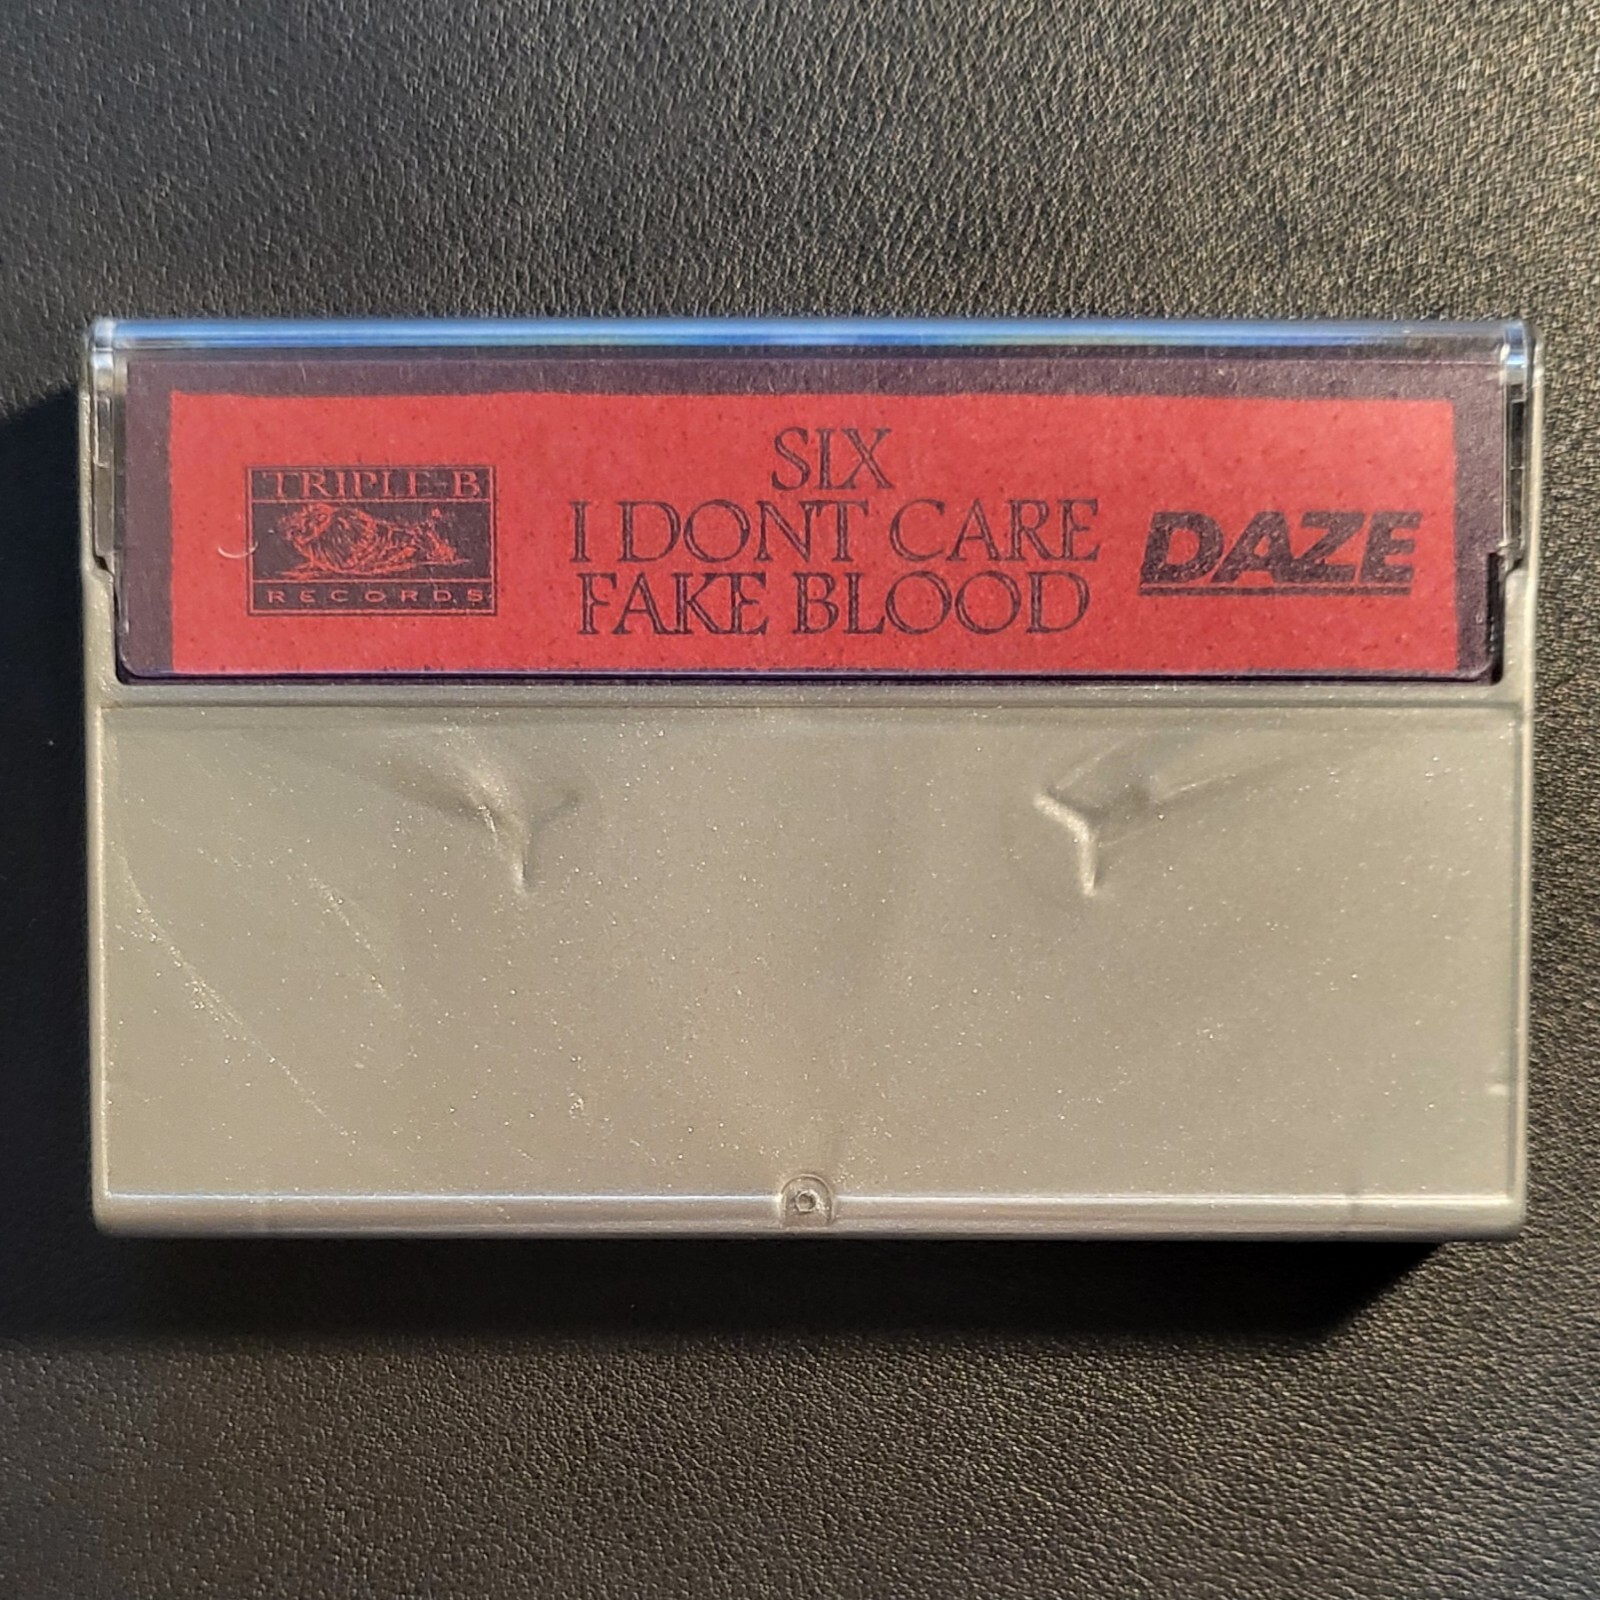 TRIPLE-B
RECORDS
SIX
I DONT CARE
FAKE BLOOD
DAZE